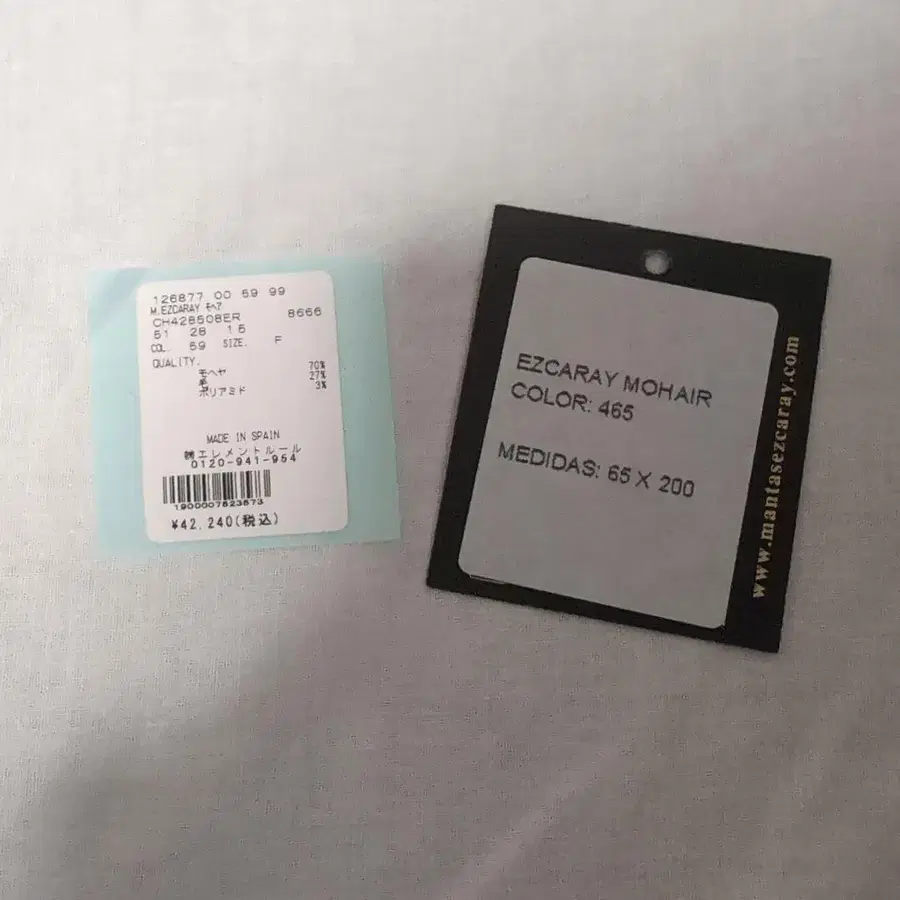 126877 00 59 99
M.EZCARAY モヘア
CH428508ER 8666
51 28 15
COL. 59 SIZE. F
QUALITY.
モヘヤ 70%
毛 27%
ポリアミド 3%
MADE IN SPAIN
㈱エレメントルール
0120-941-954
1900007823673
¥42,240(税込)
EZCARAY MOHAIR
COLOR: 465
MEDIDAS: 65 X 200
www.mantasezcaray.com